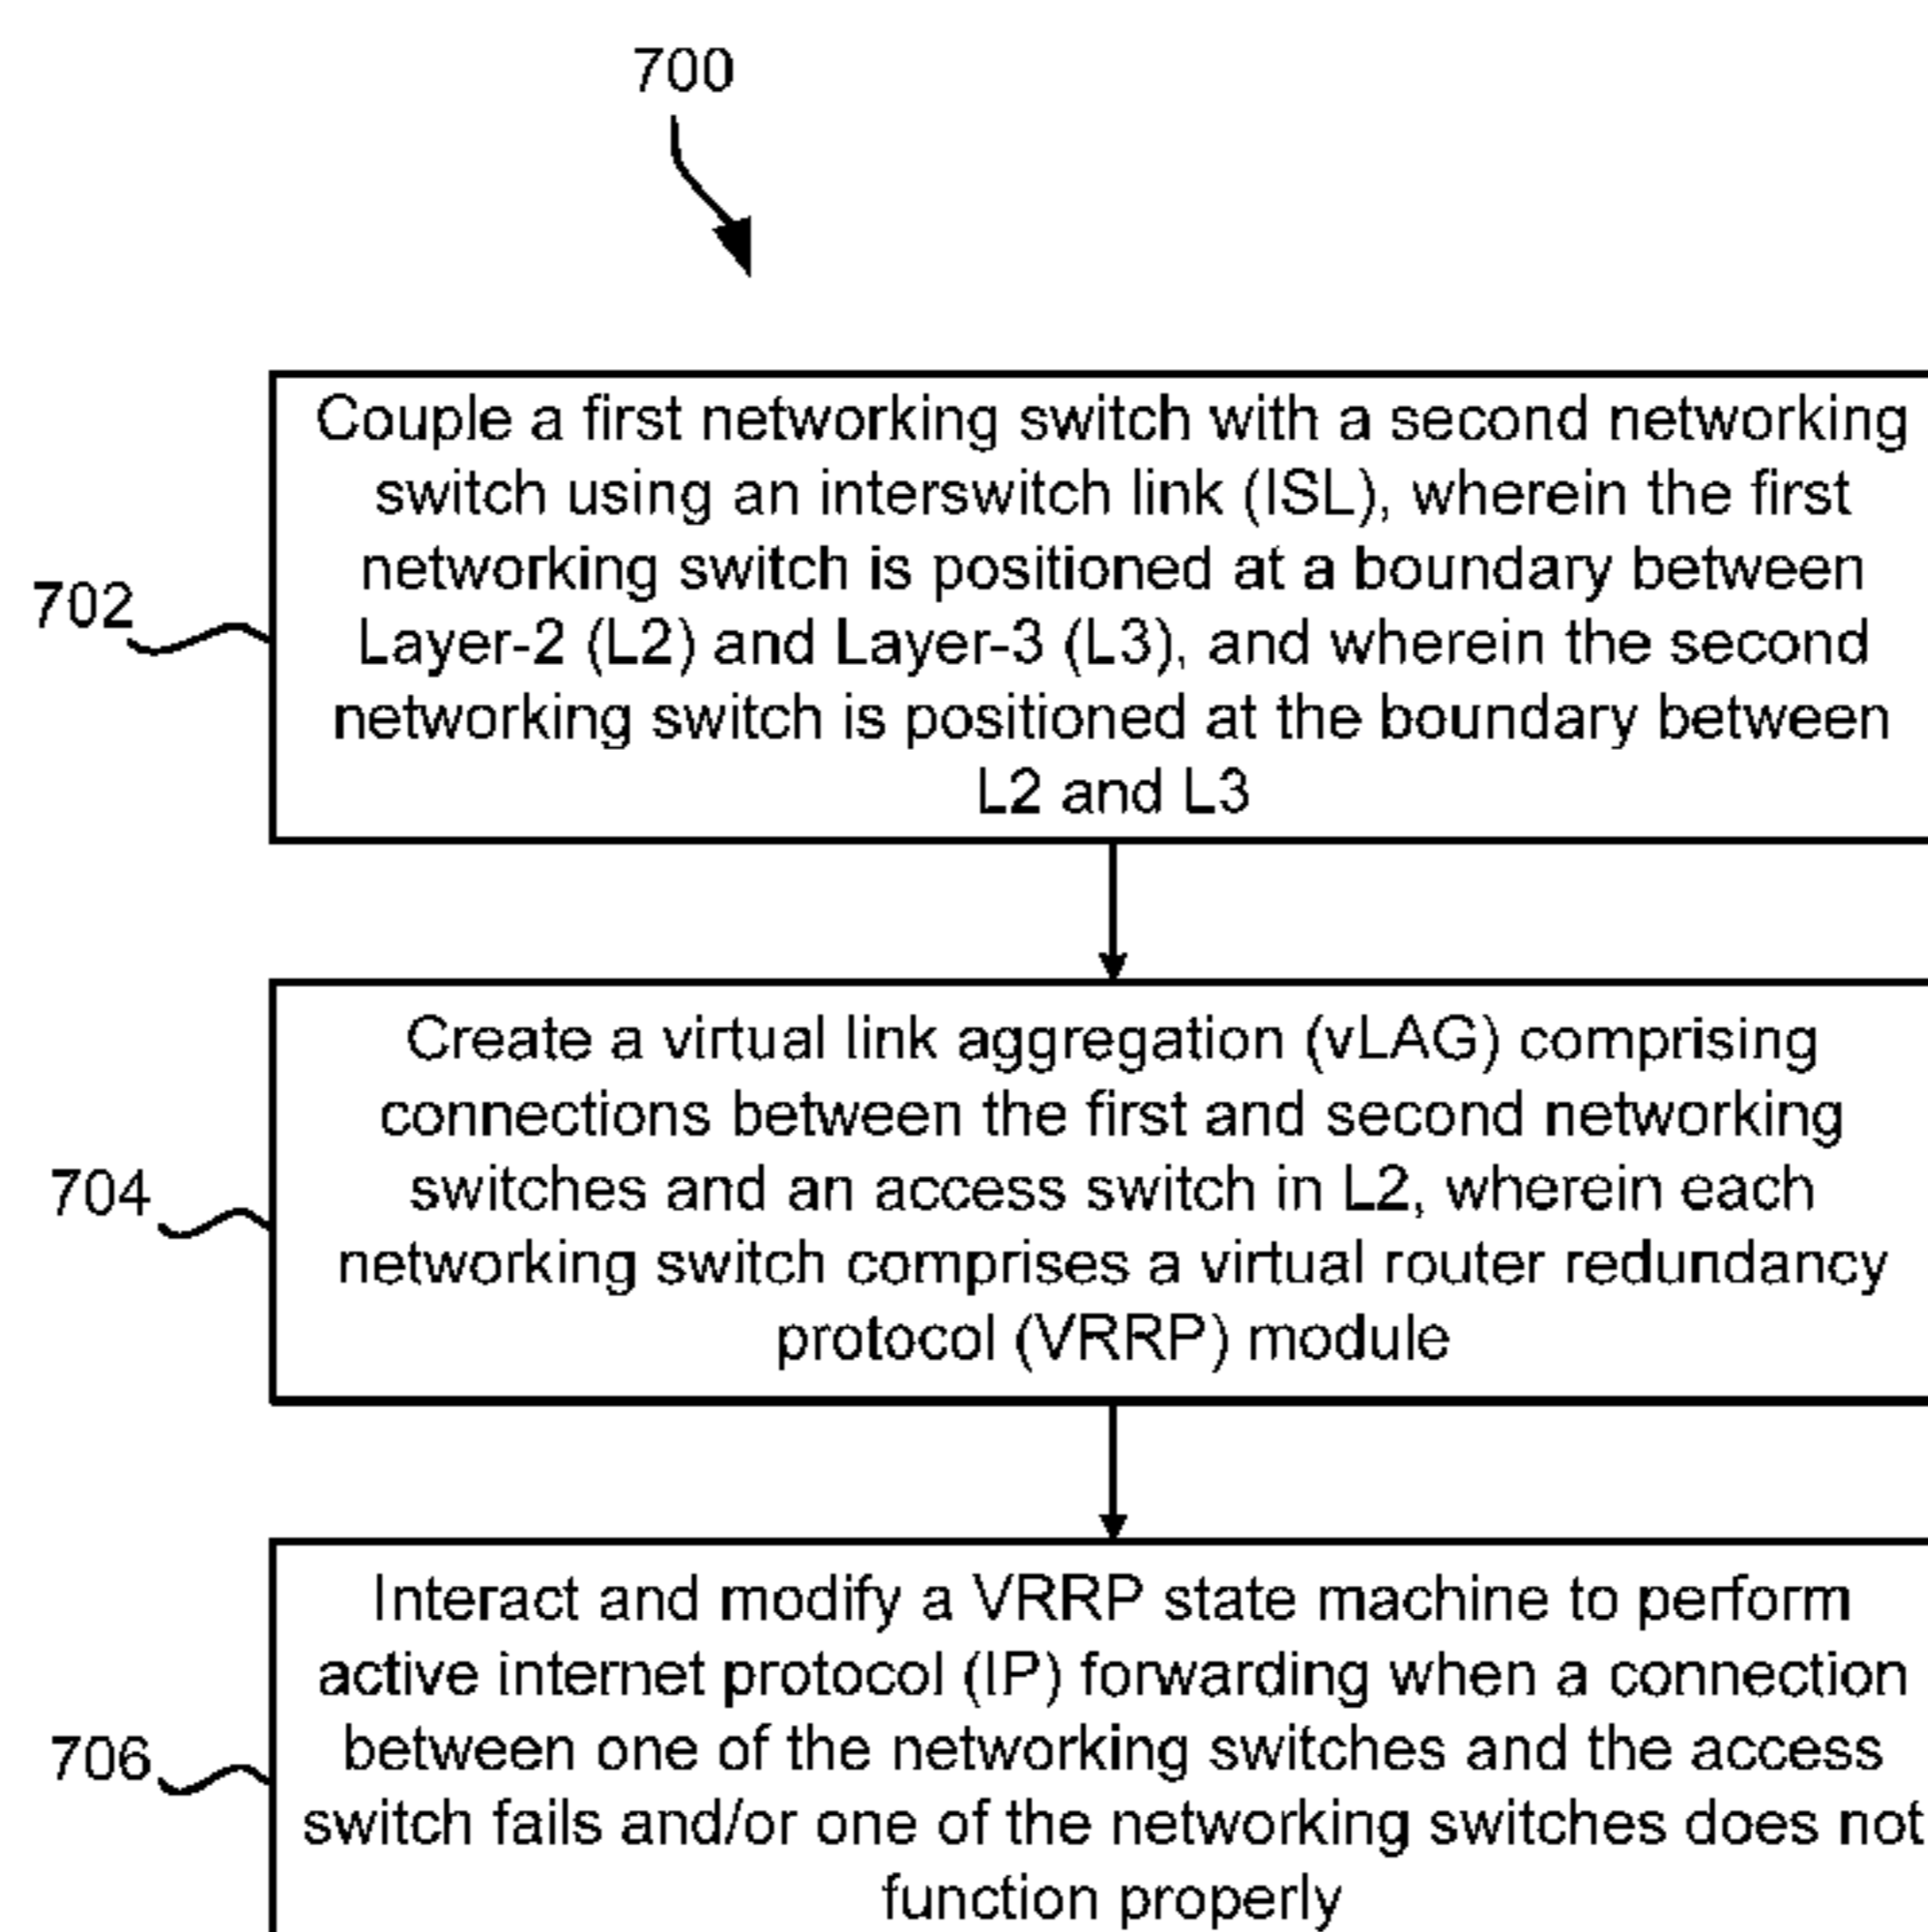 700
702
Couple a first networking switch with a second networking
switch using an interswitch link (ISL), wherein the first
networking switch is positioned at a boundary between
Layer-2 (L2) and Layer-3 (L3), and wherein the second
networking switch is positioned at the boundary between
L2 and L3
704
Create a virtual link aggregation (vLAG) comprising
connections between the first and second networking
switches and an access switch in L2, wherein each
networking switch comprises a virtual router redundancy
protocol (VRRP) module
706
Interact and modify a VRRP state machine to perform
active internet protocol (IP) forwarding when a connection
between one of the networking switches and the access
switch fails and/or one of the networking switches does not
function properly